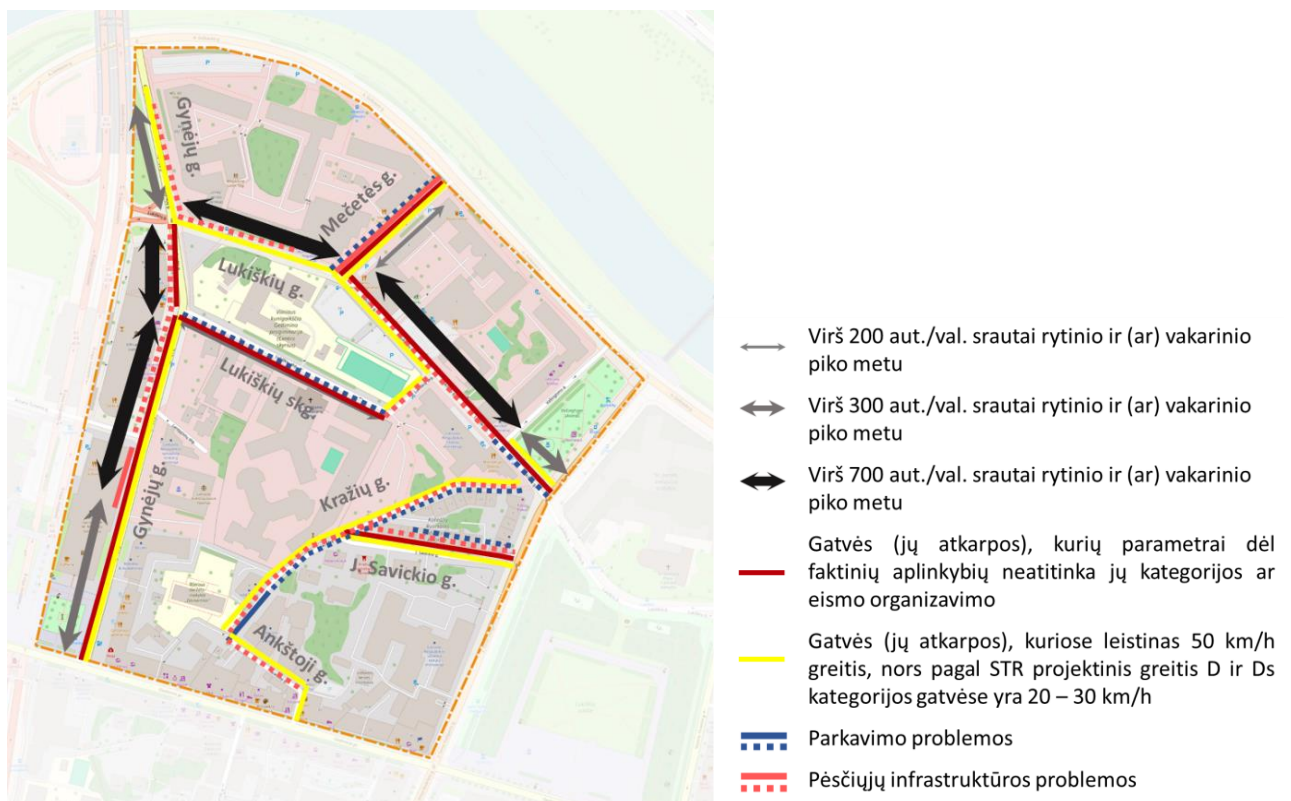 Gynėjų g.
Mečetės g.
Lukiškių g.
Lukiškių skg.
Gynėjų g.
Kražių g.
J. Savickio g.
Ankštoji g.
Virš 200 aut./val. srautai rytinio ir (ar) vakarinio
piko metu
Virš 300 aut./val. srautai rytinio ir (ar) vakarinio
piko metu
Virš 700 aut./val. srautai rytinio ir (ar) vakarinio
piko metu
Gatvės (jų atkarpos), kurių parametrai dėl
faktinių aplinkybių neatitinka jų kategorijos ar
eismo organizavimo
Gatvės (jų atkarpos), kuriose leistinas 50 km/h
greitis, nors pagal STR projektinis greitis D ir Ds
kategorijos gatvėse yra 20 – 30 km/h
Parkavimo problemos
Pėsčiųjų infrastruktūros problemos